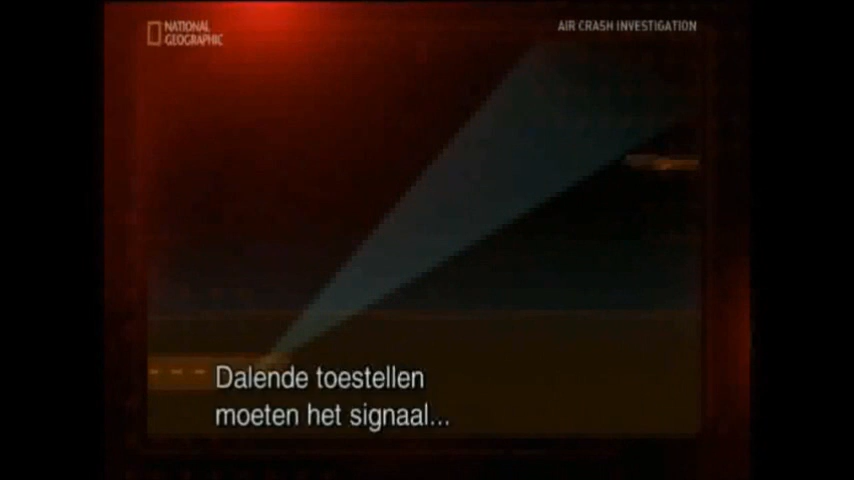 NATIONAL
GEOGRAPHIC
AIR CRASH INVESTIGATION
Dalende toestellen
moeten het signaal...